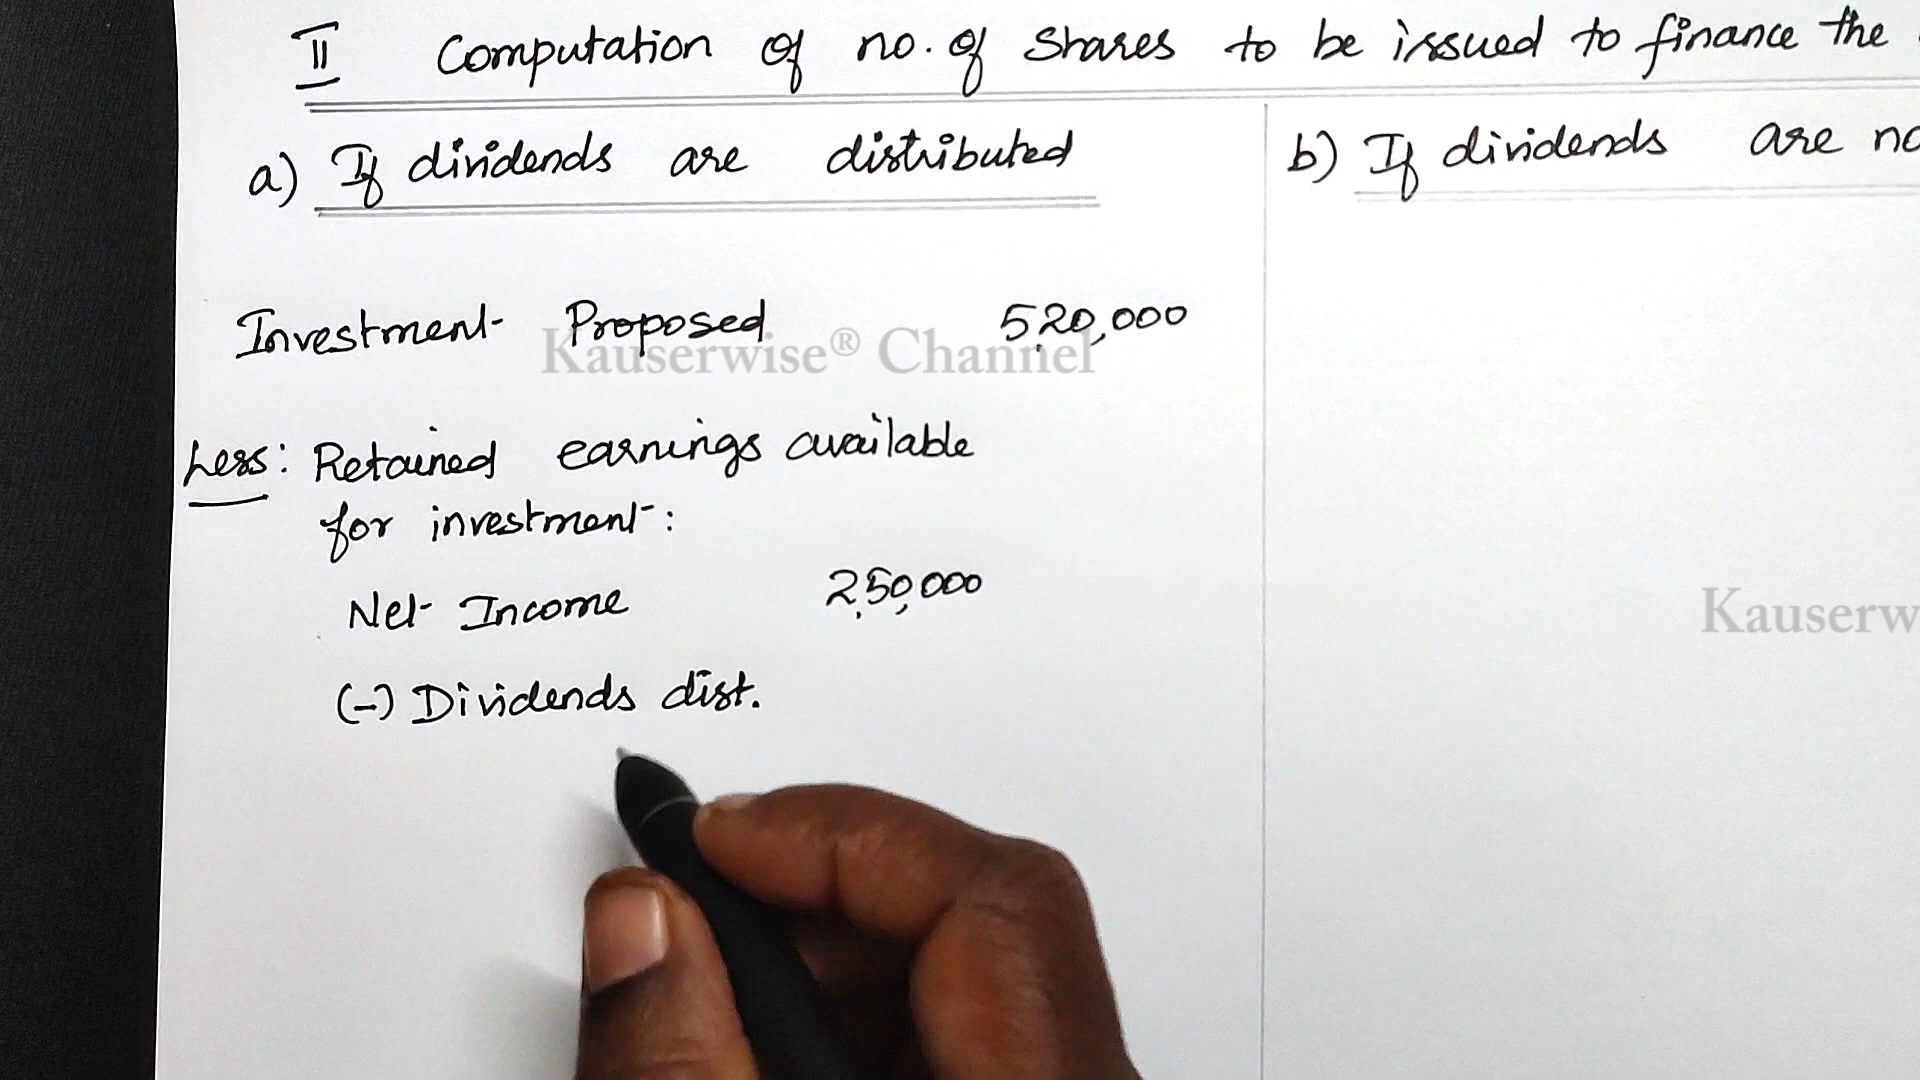 II Computation of no. of Shares to be issued to finance the
a) If dividends are distributed
b) If dividends are no
Investment Proposed 520,000
Kauserwise® Channel
Less: Retained earnings available
for investment:
Net Income 2,50,000
Kauserw
(-) Dividends dist.